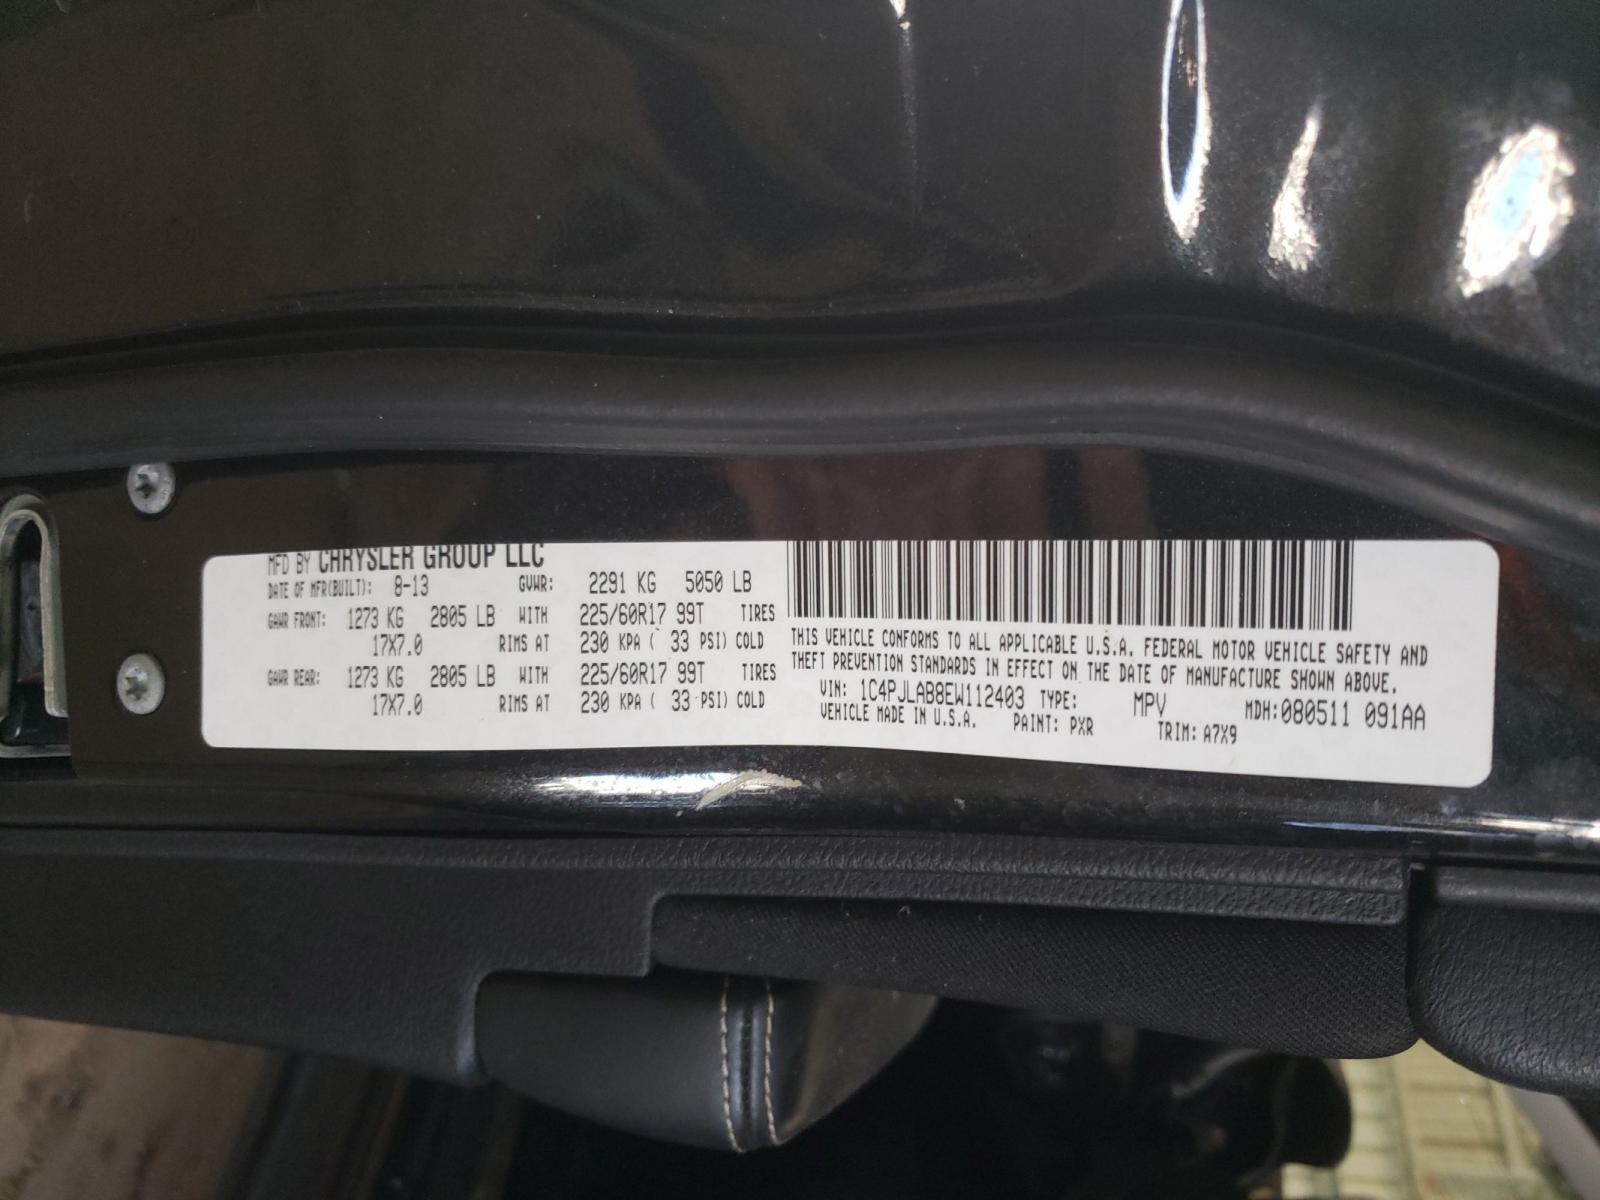 MFD BY CHRYSLER GROUP LLC
DATE OF MFR(BUILT): 8-13 GVWR: 2291 KG 5050 LB
GAWR FRONT: 1273 KG 2805 LB WITH 225/60R17 99T TIRES
17X7.0 RIMS AT 230 KPA ( 33 PSI) COLD
GAWR REAR: 1273 KG 2805 LB WITH 225/60R17 99T TIRES
17X7.0 RIMS AT 230 KPA ( 33 PSI) COLD
THIS VEHICLE CONFORMS TO ALL APPLICABLE U.S.A. FEDERAL MOTOR VEHICLE SAFETY AND
THEFT PREVENTION STANDARDS IN EFFECT ON THE DATE OF MANUFACTURE SHOWN ABOVE.
VIN: 1C4PJLAB8EW112403 TYPE: MPV MDH:080511 091AA
VEHICLE MADE IN U.S.A. PAINT: PXR TRIM: A7X9